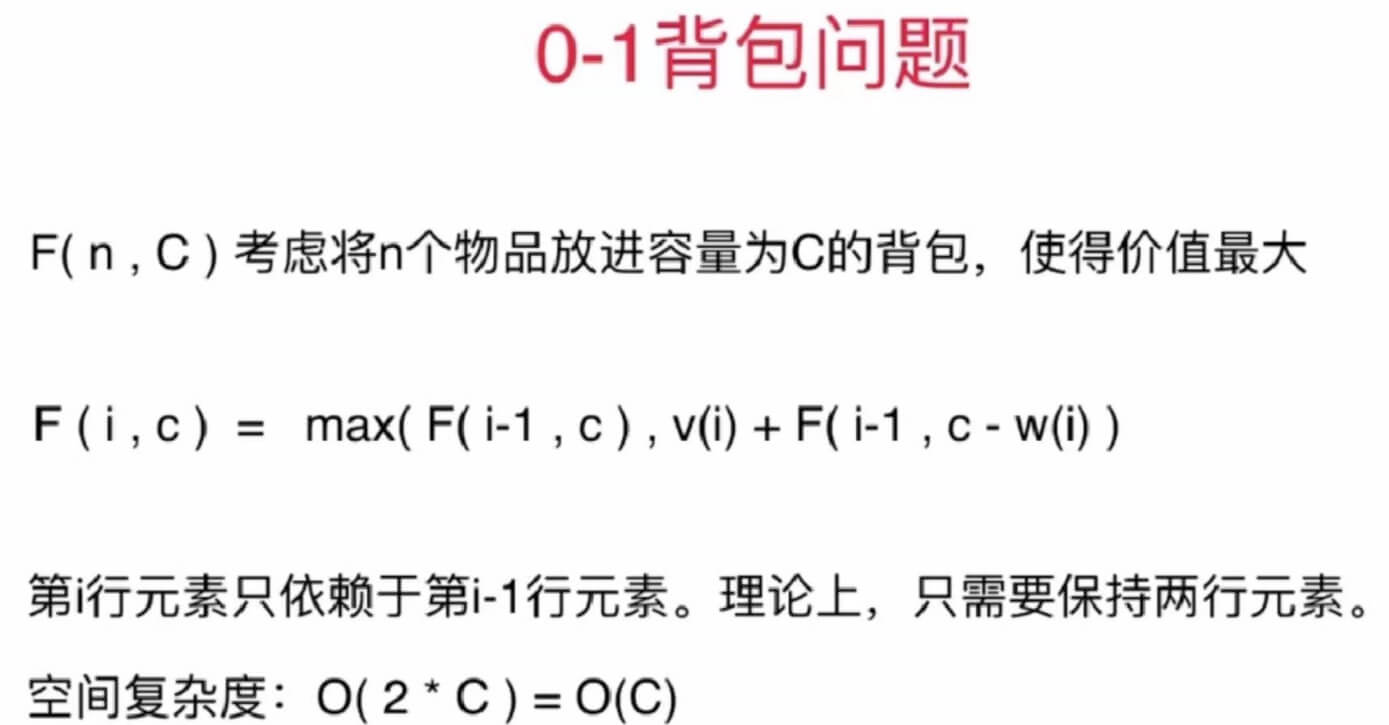 0-1背包问题
F( n , C ) 考虑将n个物品放进容量为C的背包，使得价值最大
F ( i , c ) = max( F( i-1 , c ) , v(i) + F( i-1 , c - w(i) )
第i行元素只依赖于第i-1行元素。理论上，只需要保持两行元素。
空间复杂度：O( 2 * C ) = O(C)